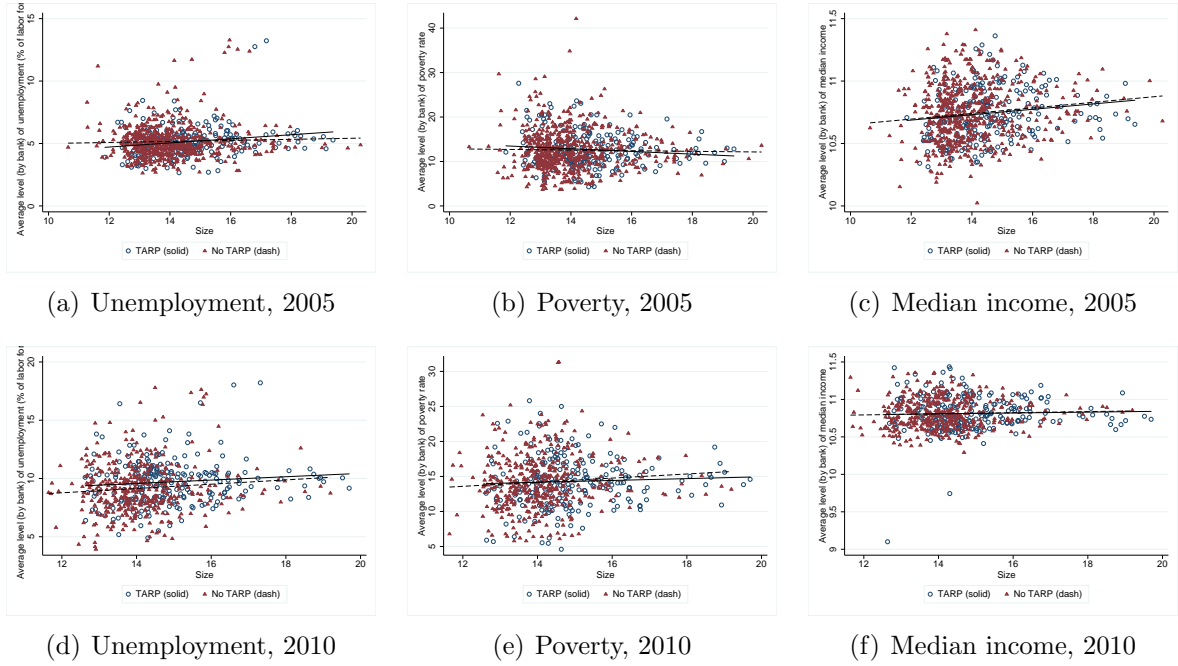 Average level (by bank) of unemployment (% of labor for
15
10
5
0
10 12 14 16 18 20
Size
TARP (solid) No TARP (dash)
(a) Unemployment, 2005
Average level (by bank) of poverty rate
40
30
20
10
0
10 12 14 16 18 20
Size
TARP (solid) No TARP (dash)
(b) Poverty, 2005
Average level (by bank) of median income
11.5
11
10.5
10
10 12 14 16 18 20
Size
TARP (solid) No TARP (dash)
(c) Median income, 2005
Average level (by bank) of unemployment (% of labor for
20
15
10
5
12 14 16 18 20
Size
TARP (solid) No TARP (dash)
(d) Unemployment, 2010
Average level (by bank) of poverty rate
30
25
20
15
10
5
12 14 16 18 20
Size
TARP (solid) No TARP (dash)
(e) Poverty, 2010
Average level (by bank) of median income
11.5
11
10.5
10
9.5
9
12 14 16 18 20
Size
TARP (solid) No TARP (dash)
(f) Median income, 2010